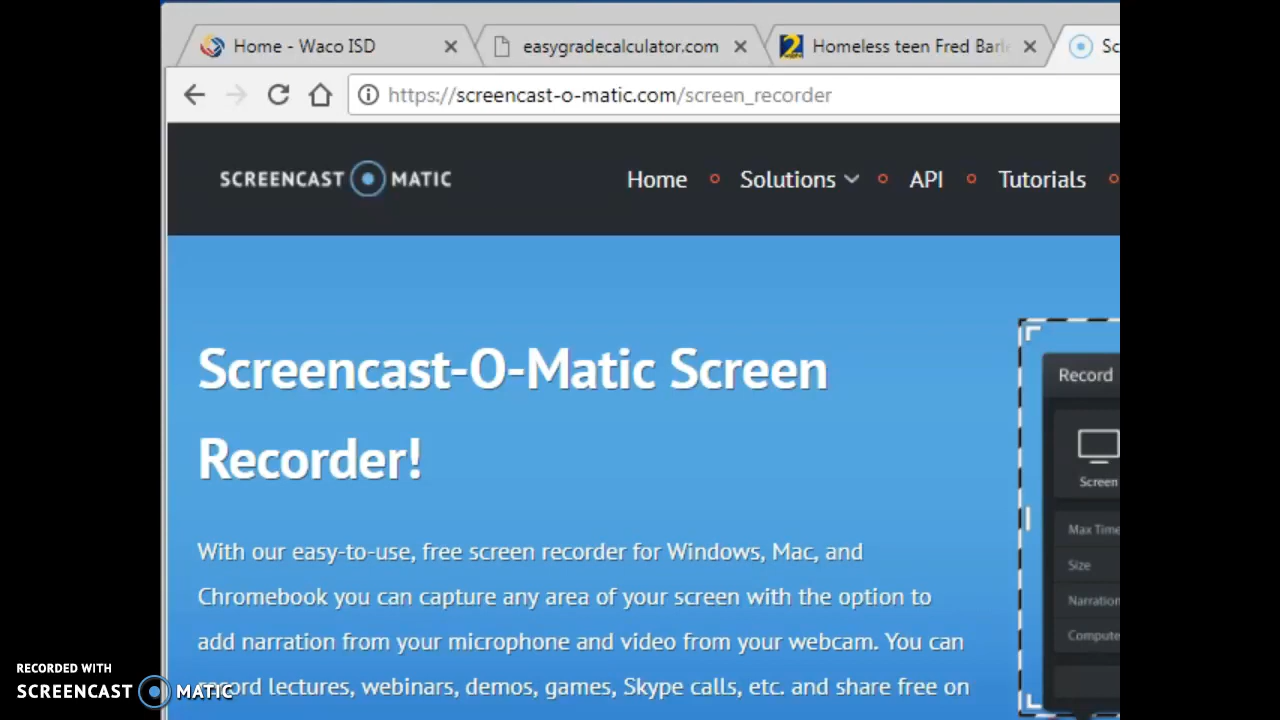 Home - Waco ISD
easygradecalculator.com
Homeless teen Fred
Sc
https://screencast-o-matic.com/screen_recorder
SCREENCAST MATIC
Home Solutions API Tutorials
Screencast-O-Matic Screen
Recorder!
With our easy-to-use, free screen recorder for Windows, Mac, and
Chromebook you can capture any area of your screen with the option to
add narration from your microphone and video from your webcam. You can
record lectures, webinars, demos, games, Skype calls, etc. and share free on
Record
Screen
Max Time
Size
Narration
Compute
RECORDED WITH
SCREENCAST MATIC